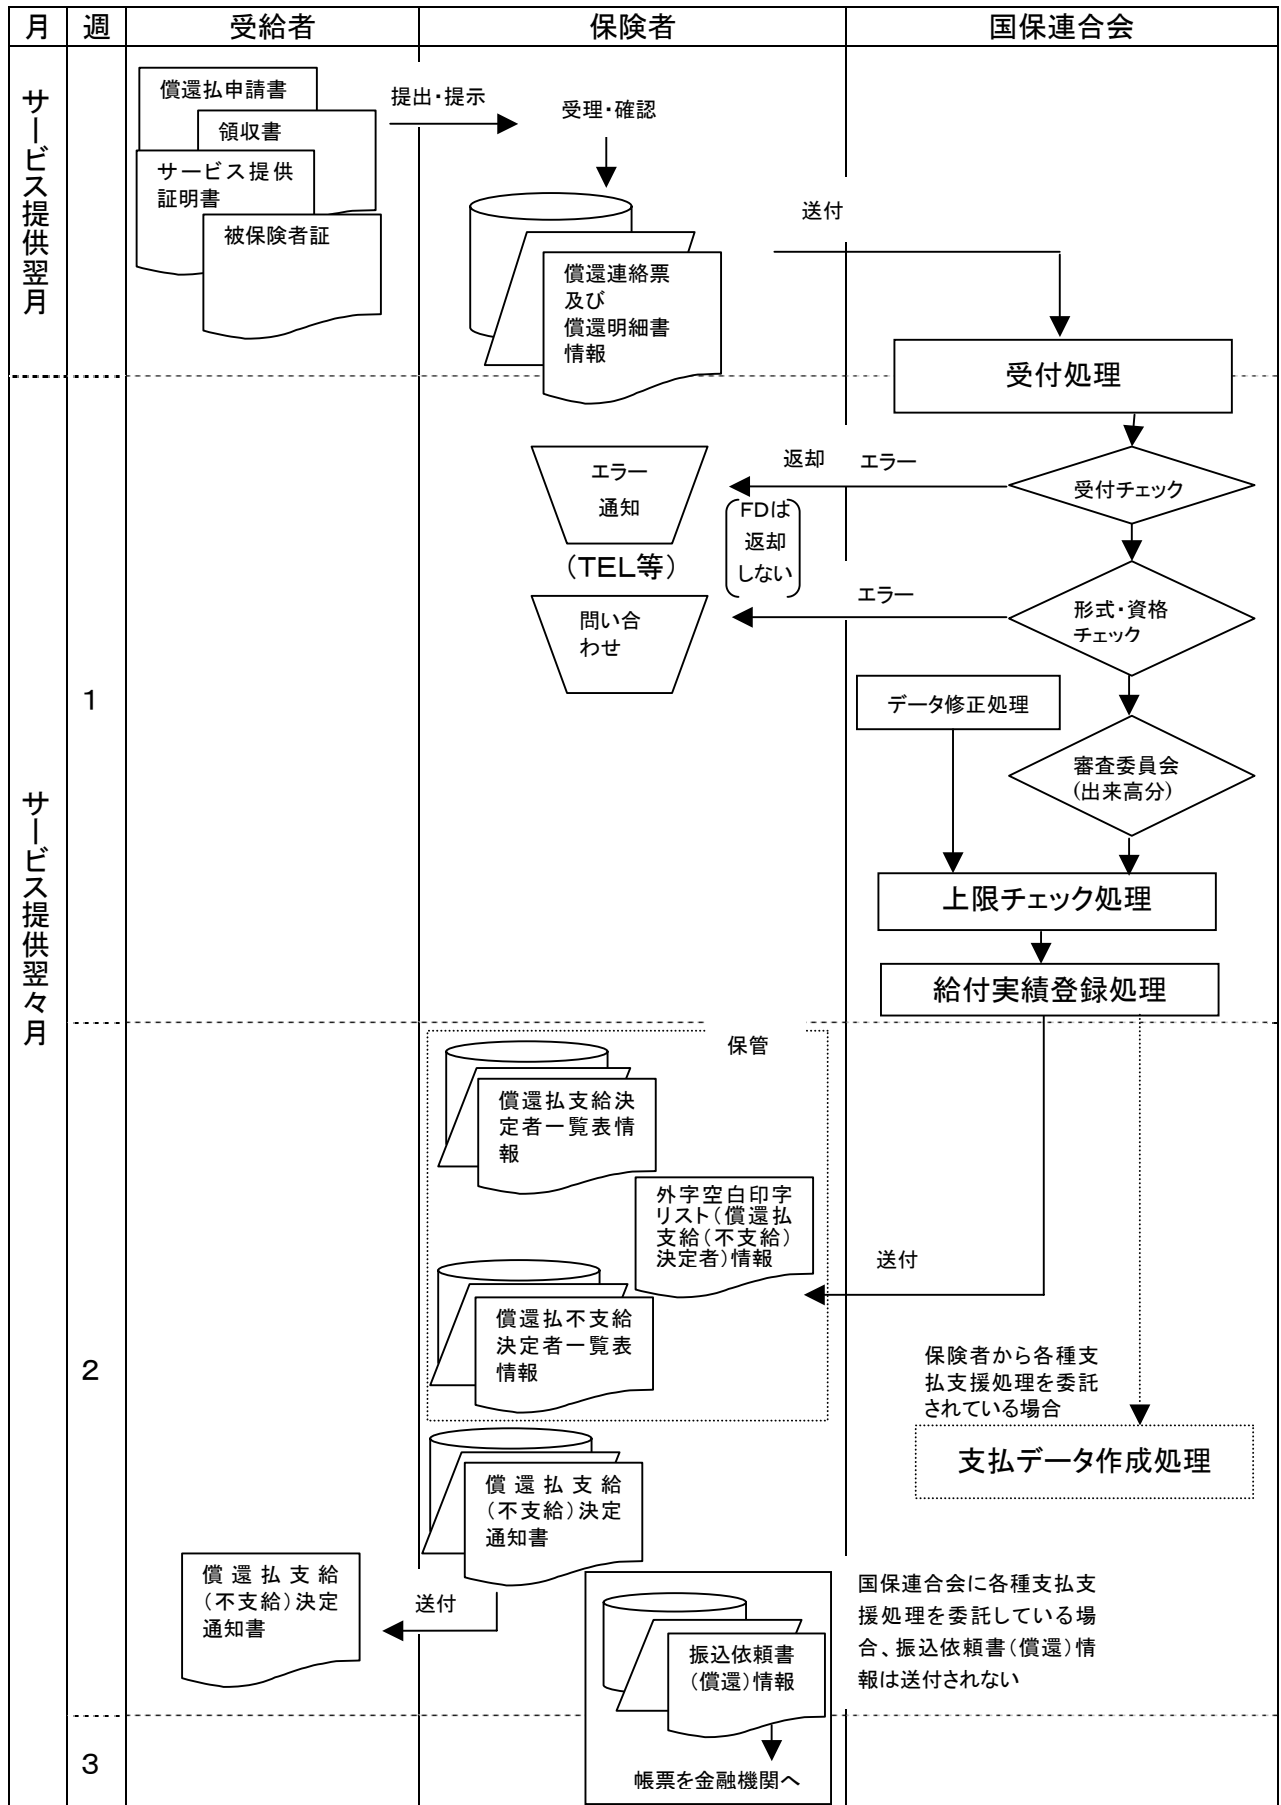 月 週 受給者 保険者 国保連合会
サービス提供翌月
償還払申請書
領収書
サービス提供
証明書
被保険者証
提出・提示
受理・確認
償還連絡票
及び
償還明細書
情報
送付
受付処理
サービス提供翌々月
1
受付チェック
エラー
返却
エラー
通知
(TEL等)
FDは
返却
しない
形式・資格
チェック
エラー
問い合
わせ
データ修正処理
審査委員会
(出来高分)
上限チェック処理
給付実績登録処理
2
保管
償還払支給決
定者一覧表情
報
外字空白印字
リスト(償還払
支給(不支給)
決定者)情報
送付
償還払不支給
決定者一覧表
情報
保険者から各種支
払支援処理を委託
されている場合
支払データ作成処理
償還払支給
(不支給)決定
通知書
送付
償還払支給
(不支給)決定
通知書
振込依頼書
(償還)情報
国保連合会に各種支払支
援処理を委託している場
合、振込依頼書(償還)情
報は送付されない
3
帳票を金融機関へ